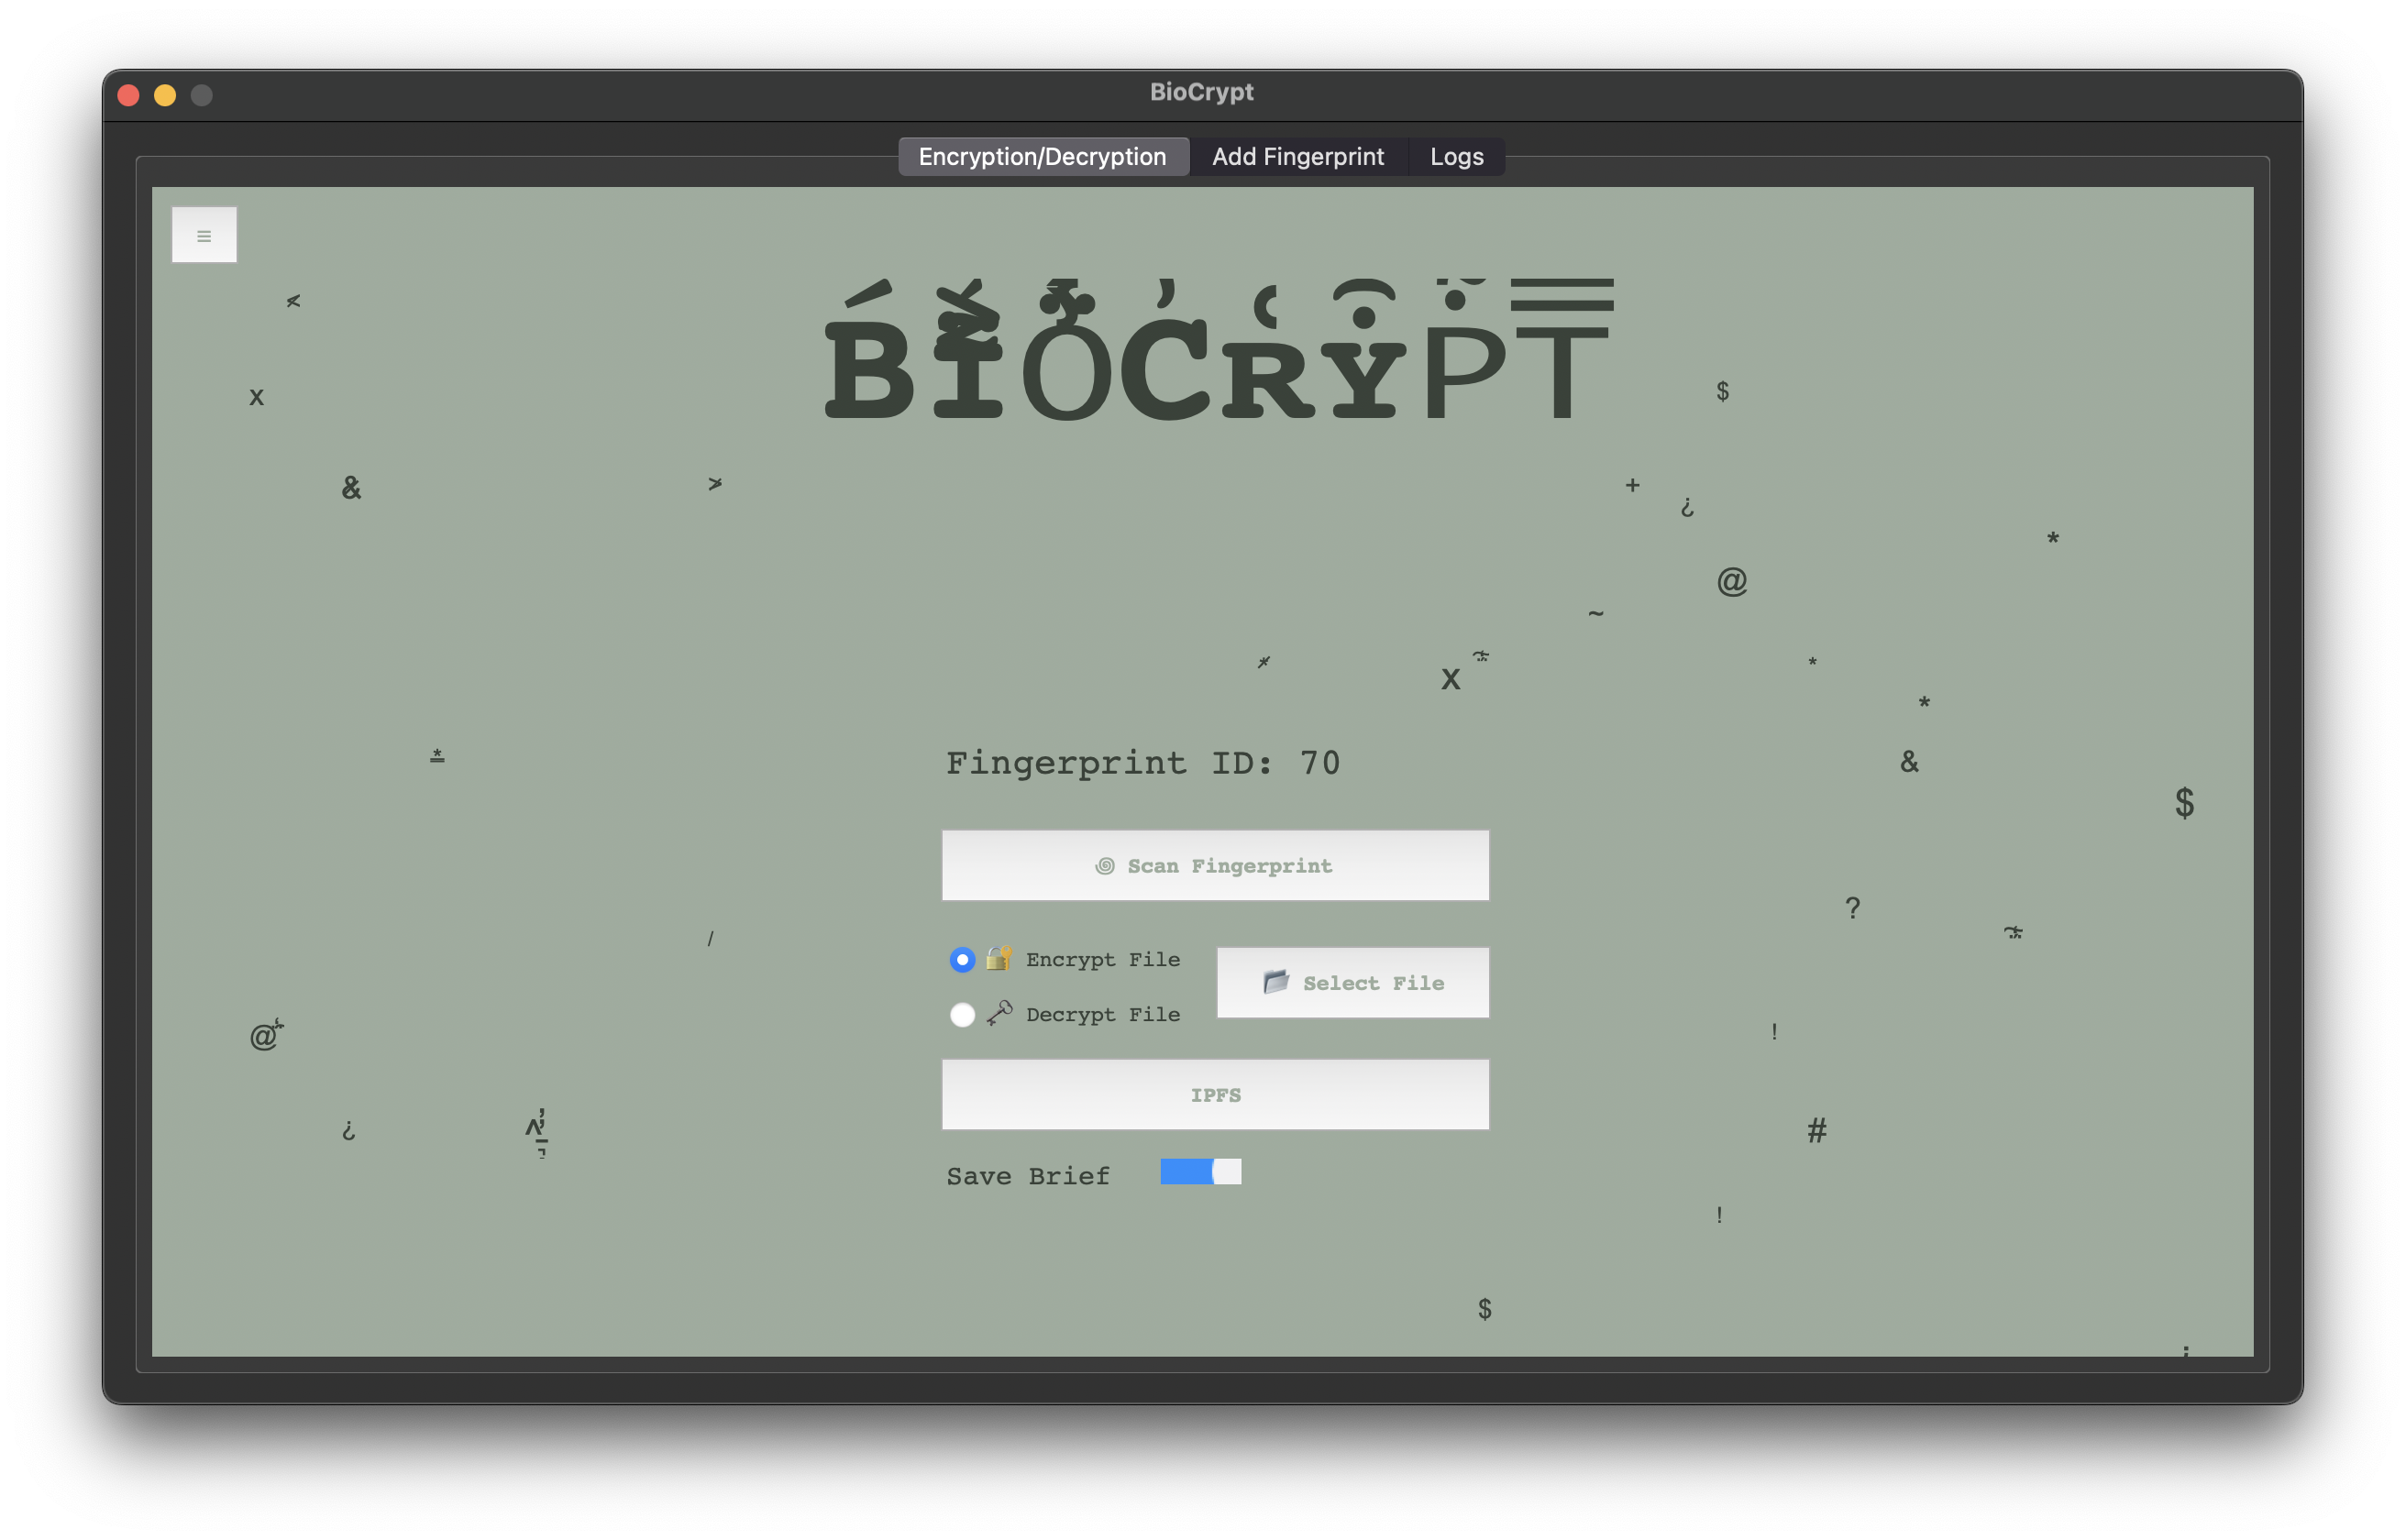 BioCrypt
Encryption/Decryption Add Fingerprint Logs
≡
BIOCRYPT
<
x
$
&
>
+
¿
*
@
~
*
X
*
*
*
Fingerprint ID: 70
&
$
Scan Fingerprint
?
/
🔐 Encrypt File
📂 Select File
🗝 Decrypt File
@
!
IPFS
¿
^
#
Save Brief
!
$